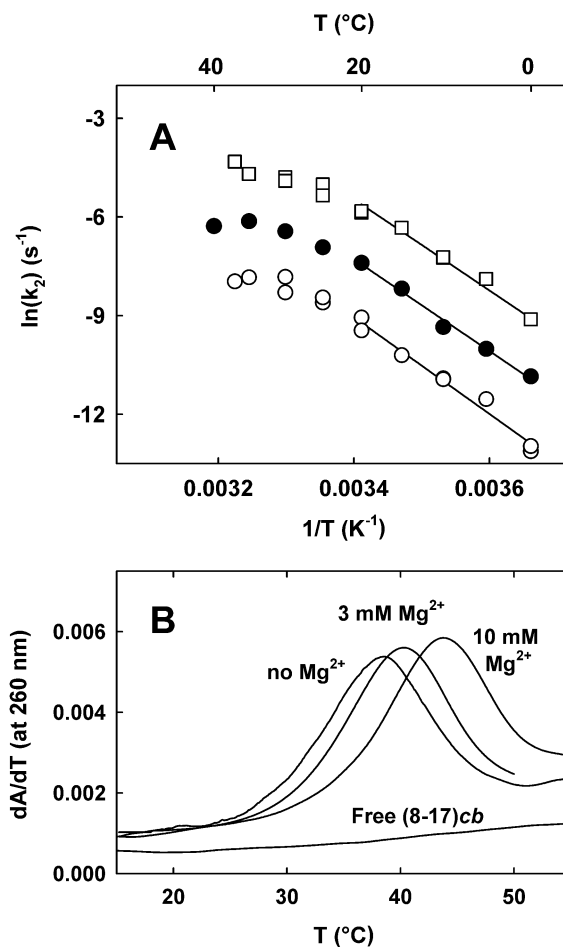 T (°C)
40 20 0
A
-3
-6
-9
-12
ln(k₂) (s⁻¹)
0.0032 0.0034 0.0036
1/T (K⁻¹)
B
3 mM Mg²⁺
no Mg²⁺
10 mM
Mg²⁺
Free (8-17)cb
0.006
0.004
0.002
0.000
dA/dT (at 260 nm)
20 30 40 50
T (°C)